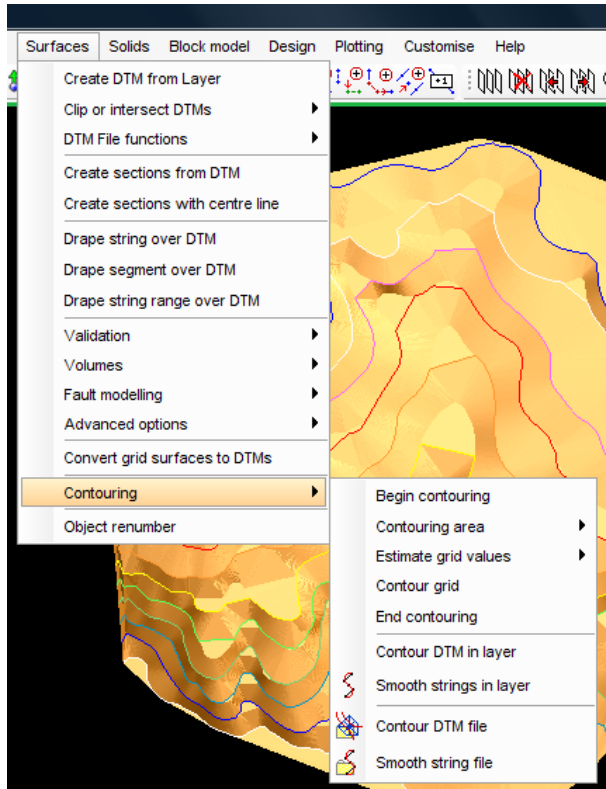 Surfaces Solids Block model Design Plotting Customise Help
+1
Create DTM from Layer
Clip or intersect DTMs
DTM File functions
Create sections from DTM
Create sections with centre line
Drape string over DTM
Drape segment over DTM
Drape string range over DTM
Validation
Volumes
Fault modelling
Advanced options
Convert grid surfaces to DTMs
Contouring
Object renumber
Begin contouring
Contouring area
Estimate grid values
Contour grid
End contouring
Contour DTM in layer
Smooth strings in layer
Contour DTM file
Smooth string file